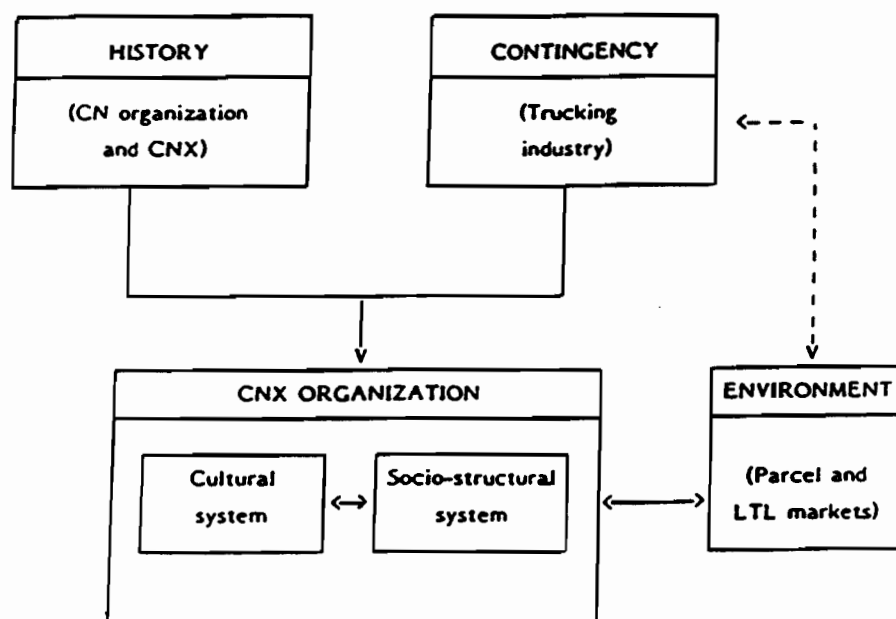 HISTORY
(CN organization
and CNX)
CONTINGENCY
(Trucking
industry)
CNX ORGANIZATION
Cultural
system
Socio-structural
system
ENVIRONMENT
(Parcel and
LTL markets)